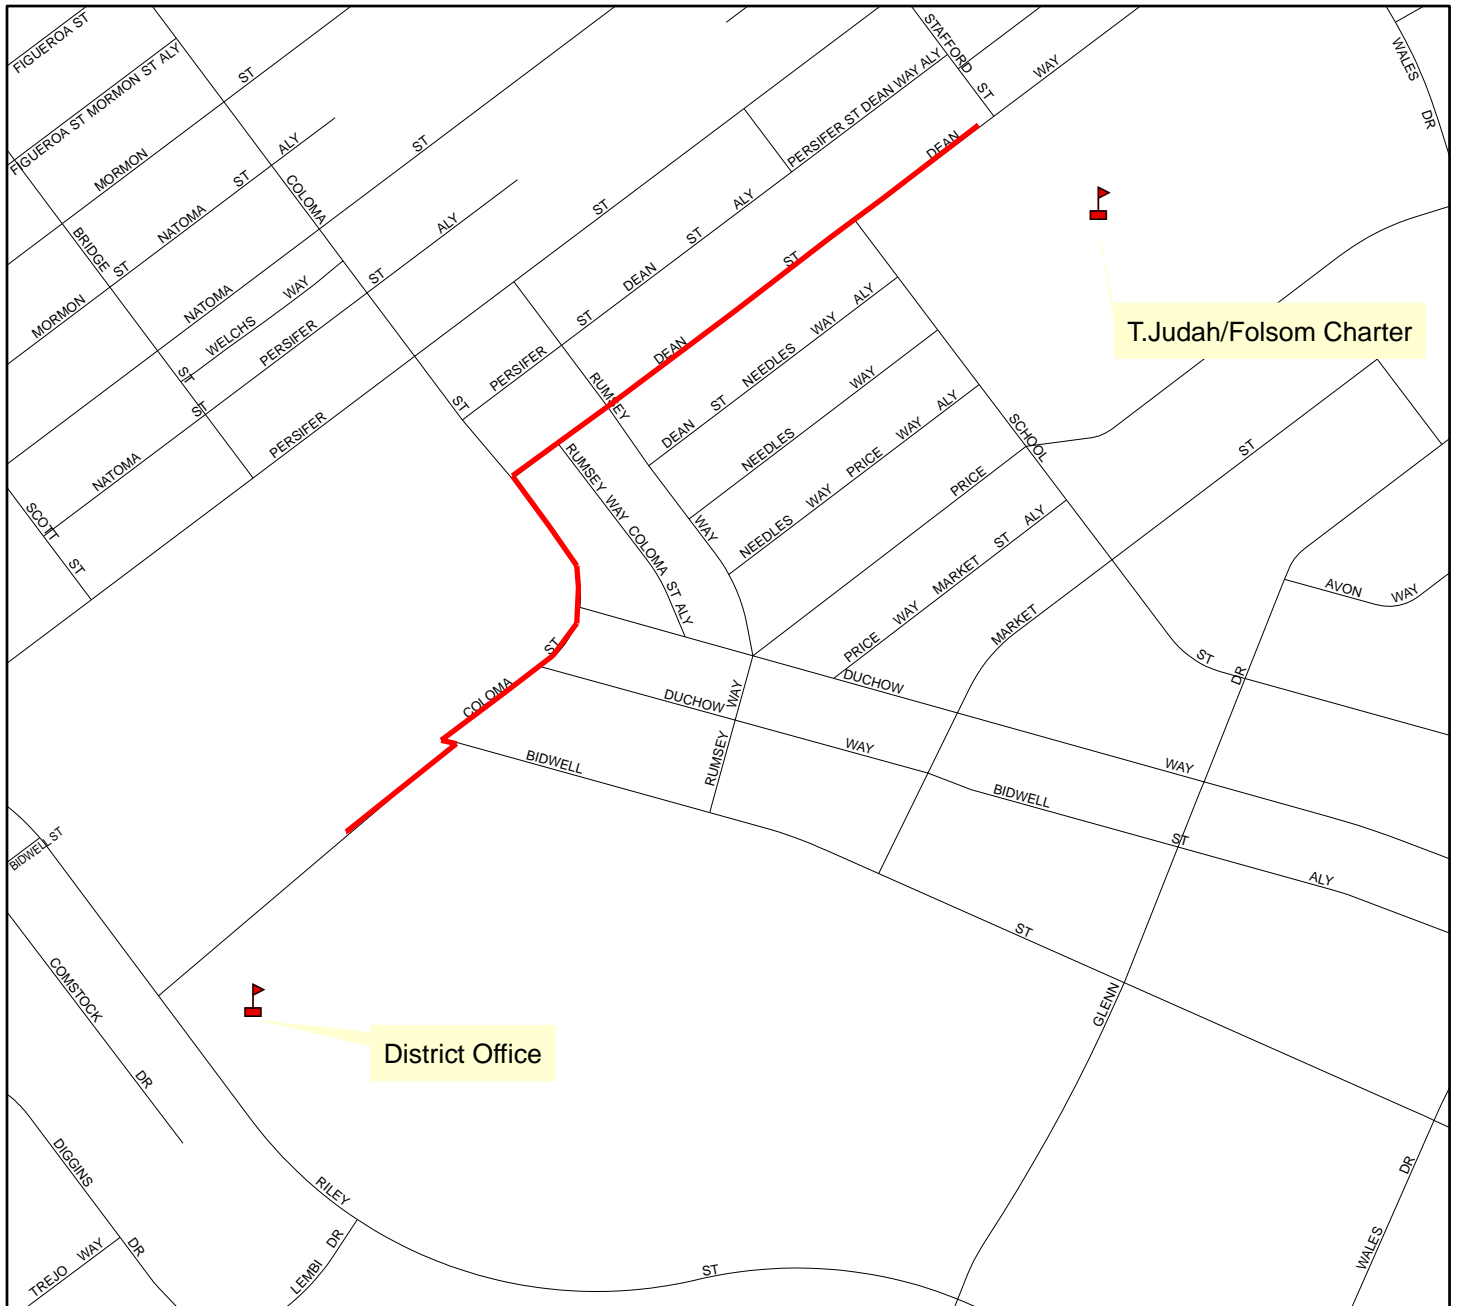 FIGUEROA ST
FIGUEROA ST MORMON ST ALY
MORMON
ST
MORMON
ST
NATOMA
ST
ALY
BRIDGE
ST
COLOMA
ST
NATOMA
ST
WELCHS WAY
PERSIFER
ST
ALY
NATOMA
ST
PERSIFER
ST
SCOTT
ST
STAFFORD
ST
WAY
PERSIFER ST DEAN WAY ALY
DEAN
WALES
DR
PERSIFER
ST
DEAN
ST
ALY
DEAN
ST
RUMSEY
WAY
RUMSEY WAY COLOMA ST ALY
DEAN ST NEEDLES WAY ALY
NEEDLES
WAY
NEEDLES WAY PRICE WAY ALY
PRICE
PRICE WAY MARKET ST ALY
SCHOOL
ST
MARKET
ST
T.Judah/Folsom Charter
AVON WAY
COLOMA
ST
DUCHOW
WAY
DUCHOW
WAY
RUMSEY
WAY
BIDWELL
ST
BIDWELL
ST
ALY
GLENN
DR
BIDWELL ST
COMSTOCK
DR
District Office
DIGGINS
DR
TREJO WAY
RILEY
ST
LEMBI DR
WALES
DR